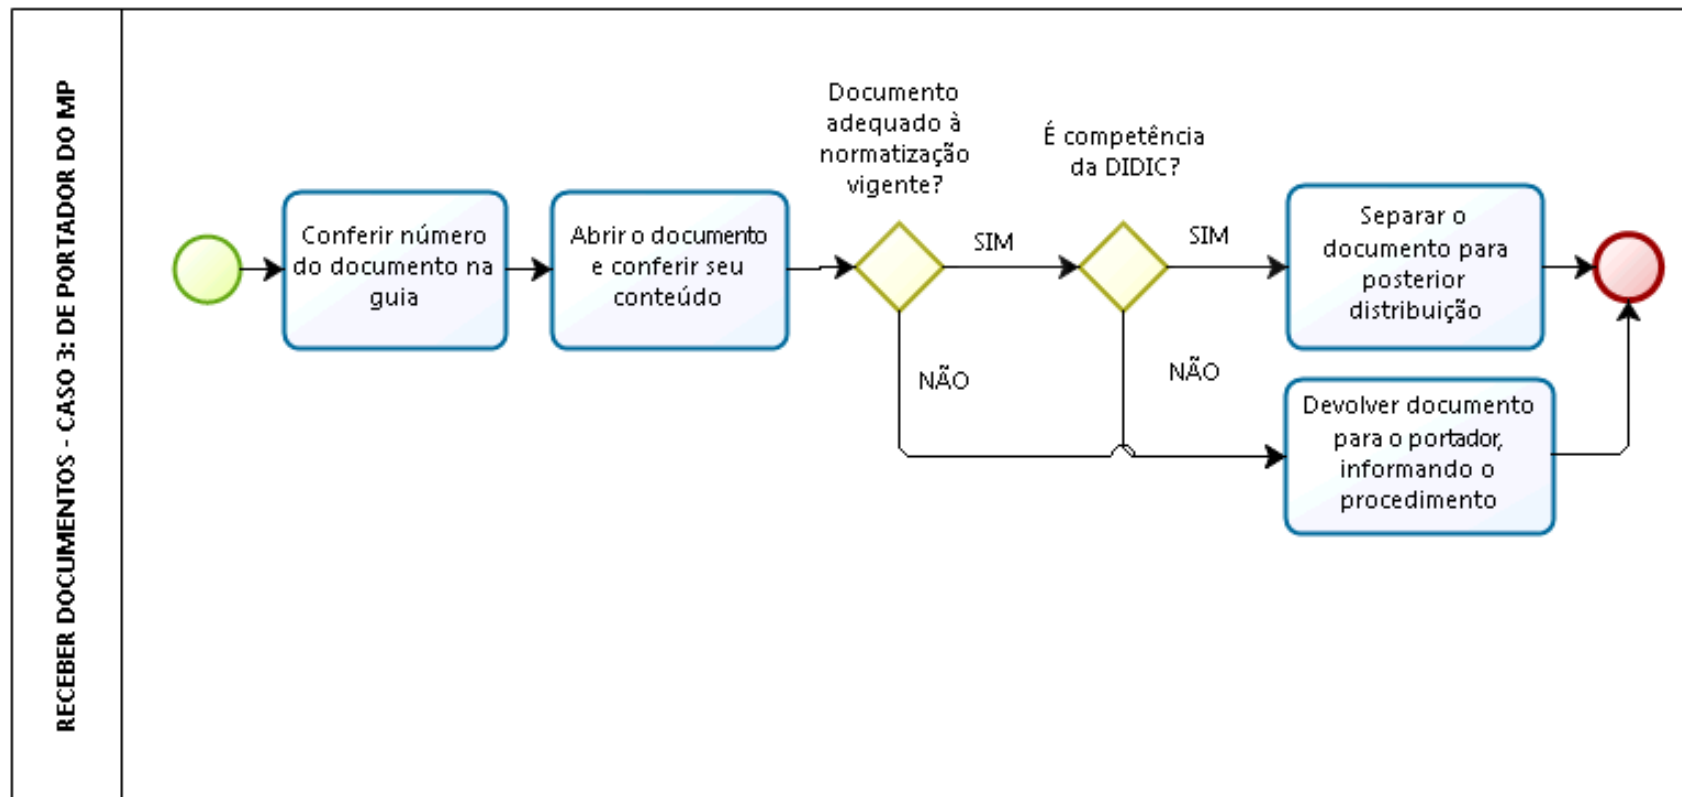 RECEBER DOCUMENTOS - CASO 3: DE PORTADOR DO MP
Conferir número
do documento na
guia
Abrir o documento
e conferir seu
conteúdo
Documento
adequado à
normatização
vigente?
SIM
NÃO
É competência
da DIDIC?
SIM
NÃO
Separar o
documento para
posterior
distribuição
Devolver documento
para o portador,
informando o
procedimento